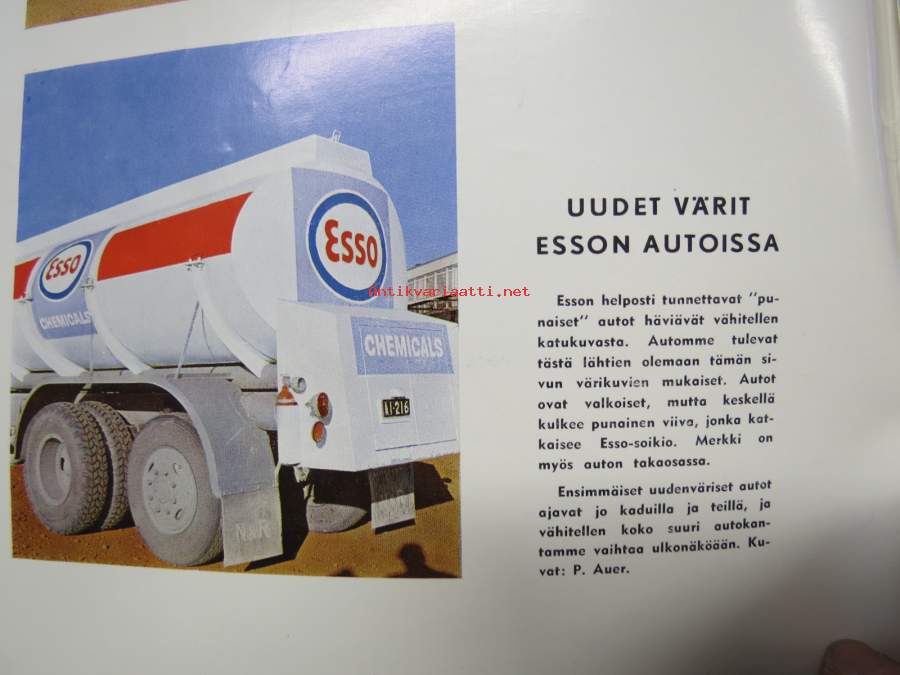 Esso
Esso
CHEMICALS
CHEMICALS
AI-216
antikvariaatti.net
UUDET VÄRIT
ESSON AUTOISSA
Esson helposti tunnettavat "pu-
naiset" autot häviävät vähitellen
katukuvasta. Automme tulevat
tästä lähtien olemaan tämän si-
vun värikuvien mukaiset. Autot
ovat valkoiset, mutta keskellä
kulkee punainen viiva, jonka kat-
kaisee Esso-soikio. Merkki on
myös auton takaosassa.
Ensimmäiset uudenväriset autot
ajavat jo kaduilla ja teillä, ja
vähitellen koko suuri autokan-
tamme vaihtaa ulkonäköään. Ku-
vat: P. Auer.